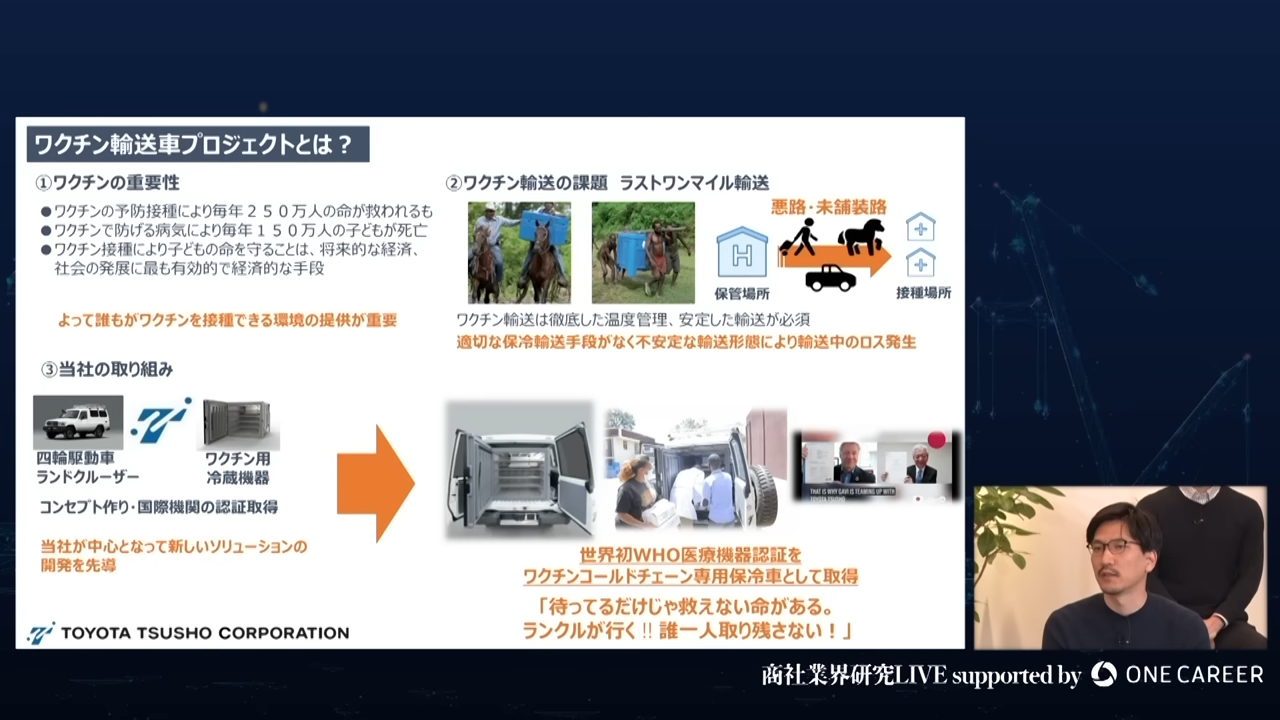 ワクチン輸送車プロジェクトとは？
①ワクチンの重要性
●ワクチンの予防接種により毎年２５０万人の命が救われるも
●ワクチンで防げる病気により毎年１５０万人の子どもが死亡
●ワクチン接種により子どもの命を守ることは、将来的な経済、
社会の発展に最も有効的で経済的な手段
よって誰もがワクチンを接種できる環境の提供が重要
②ワクチン輸送の課題　ラストワンマイル輸送
悪路・未舗装路
H
保管場所
接種場所
ワクチン輸送は徹底した温度管理、安定した輸送が必須
適切な保冷輸送手段がなく不安定な輸送形態により輸送中のロス発生
③当社の取り組み
四輪駆動車
ランドクルーザー
ワクチン用
冷蔵機器
コンセプト作り・国際機関の認証取得
当社が中心となって新しいソリューションの
開発を先導
THAT IS WHY GAVI IS TEAMING UP WITH
TOYOTA TSUSHO
世界初WHO医療機器認証を
ワクチンコールドチェーン専用保冷車として取得
「待ってるだけじゃ救えない命がある。
ランクルが行く!! 誰一人取り残さない！」
TOYOTA TSUSHO CORPORATION
商社業界研究LIVE supported by ONE CAREER